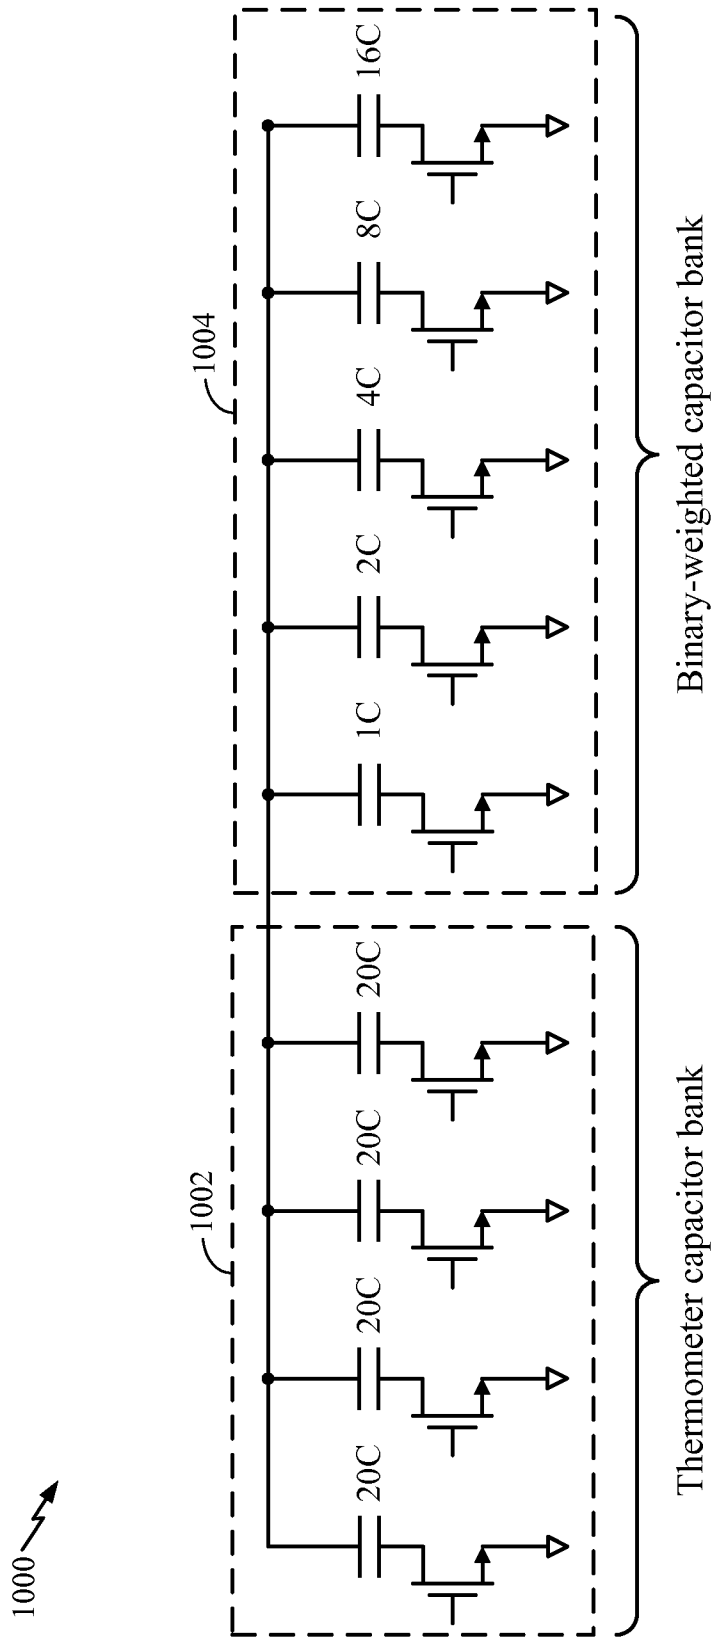 1000
1002
1004
20C
20C
20C
20C
1C
2C
4C
8C
16C
Thermometer capacitor bank
Binary-weighted capacitor bank